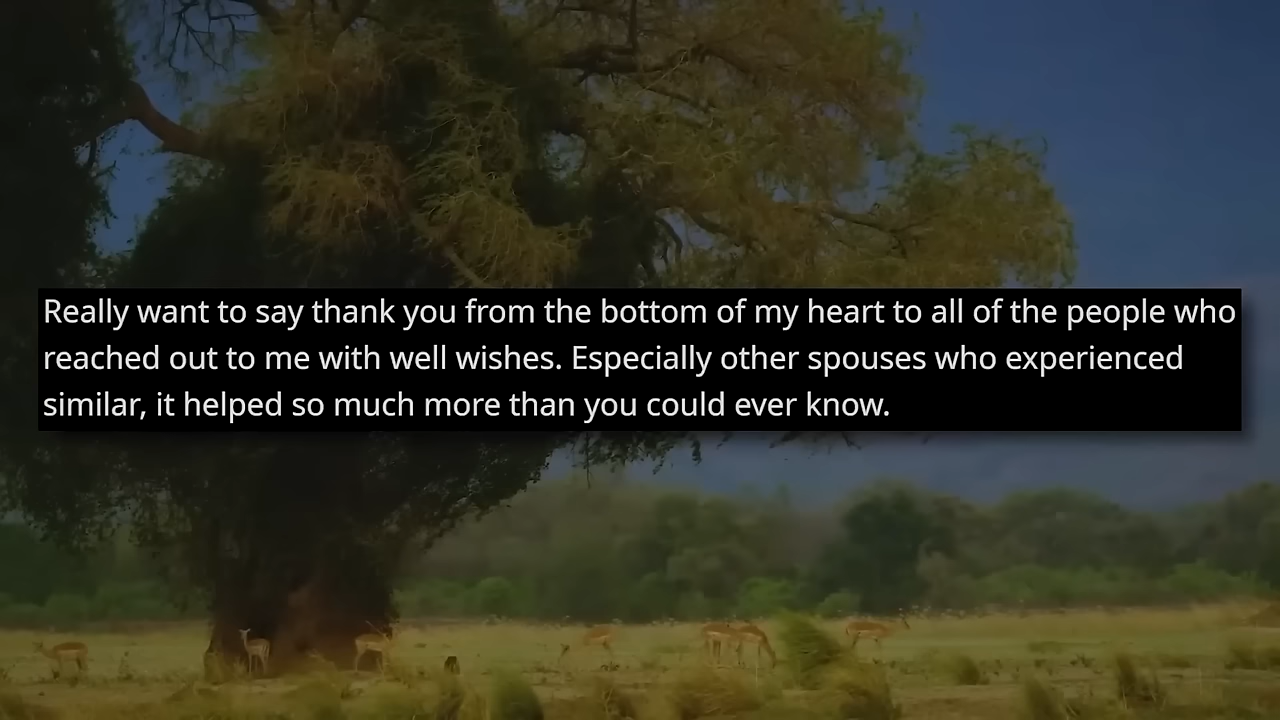 Really want to say thank you from the bottom of my heart to all of the people who
reached out to me with well wishes. Especially other spouses who experienced
similar, it helped so much more than you could ever know.